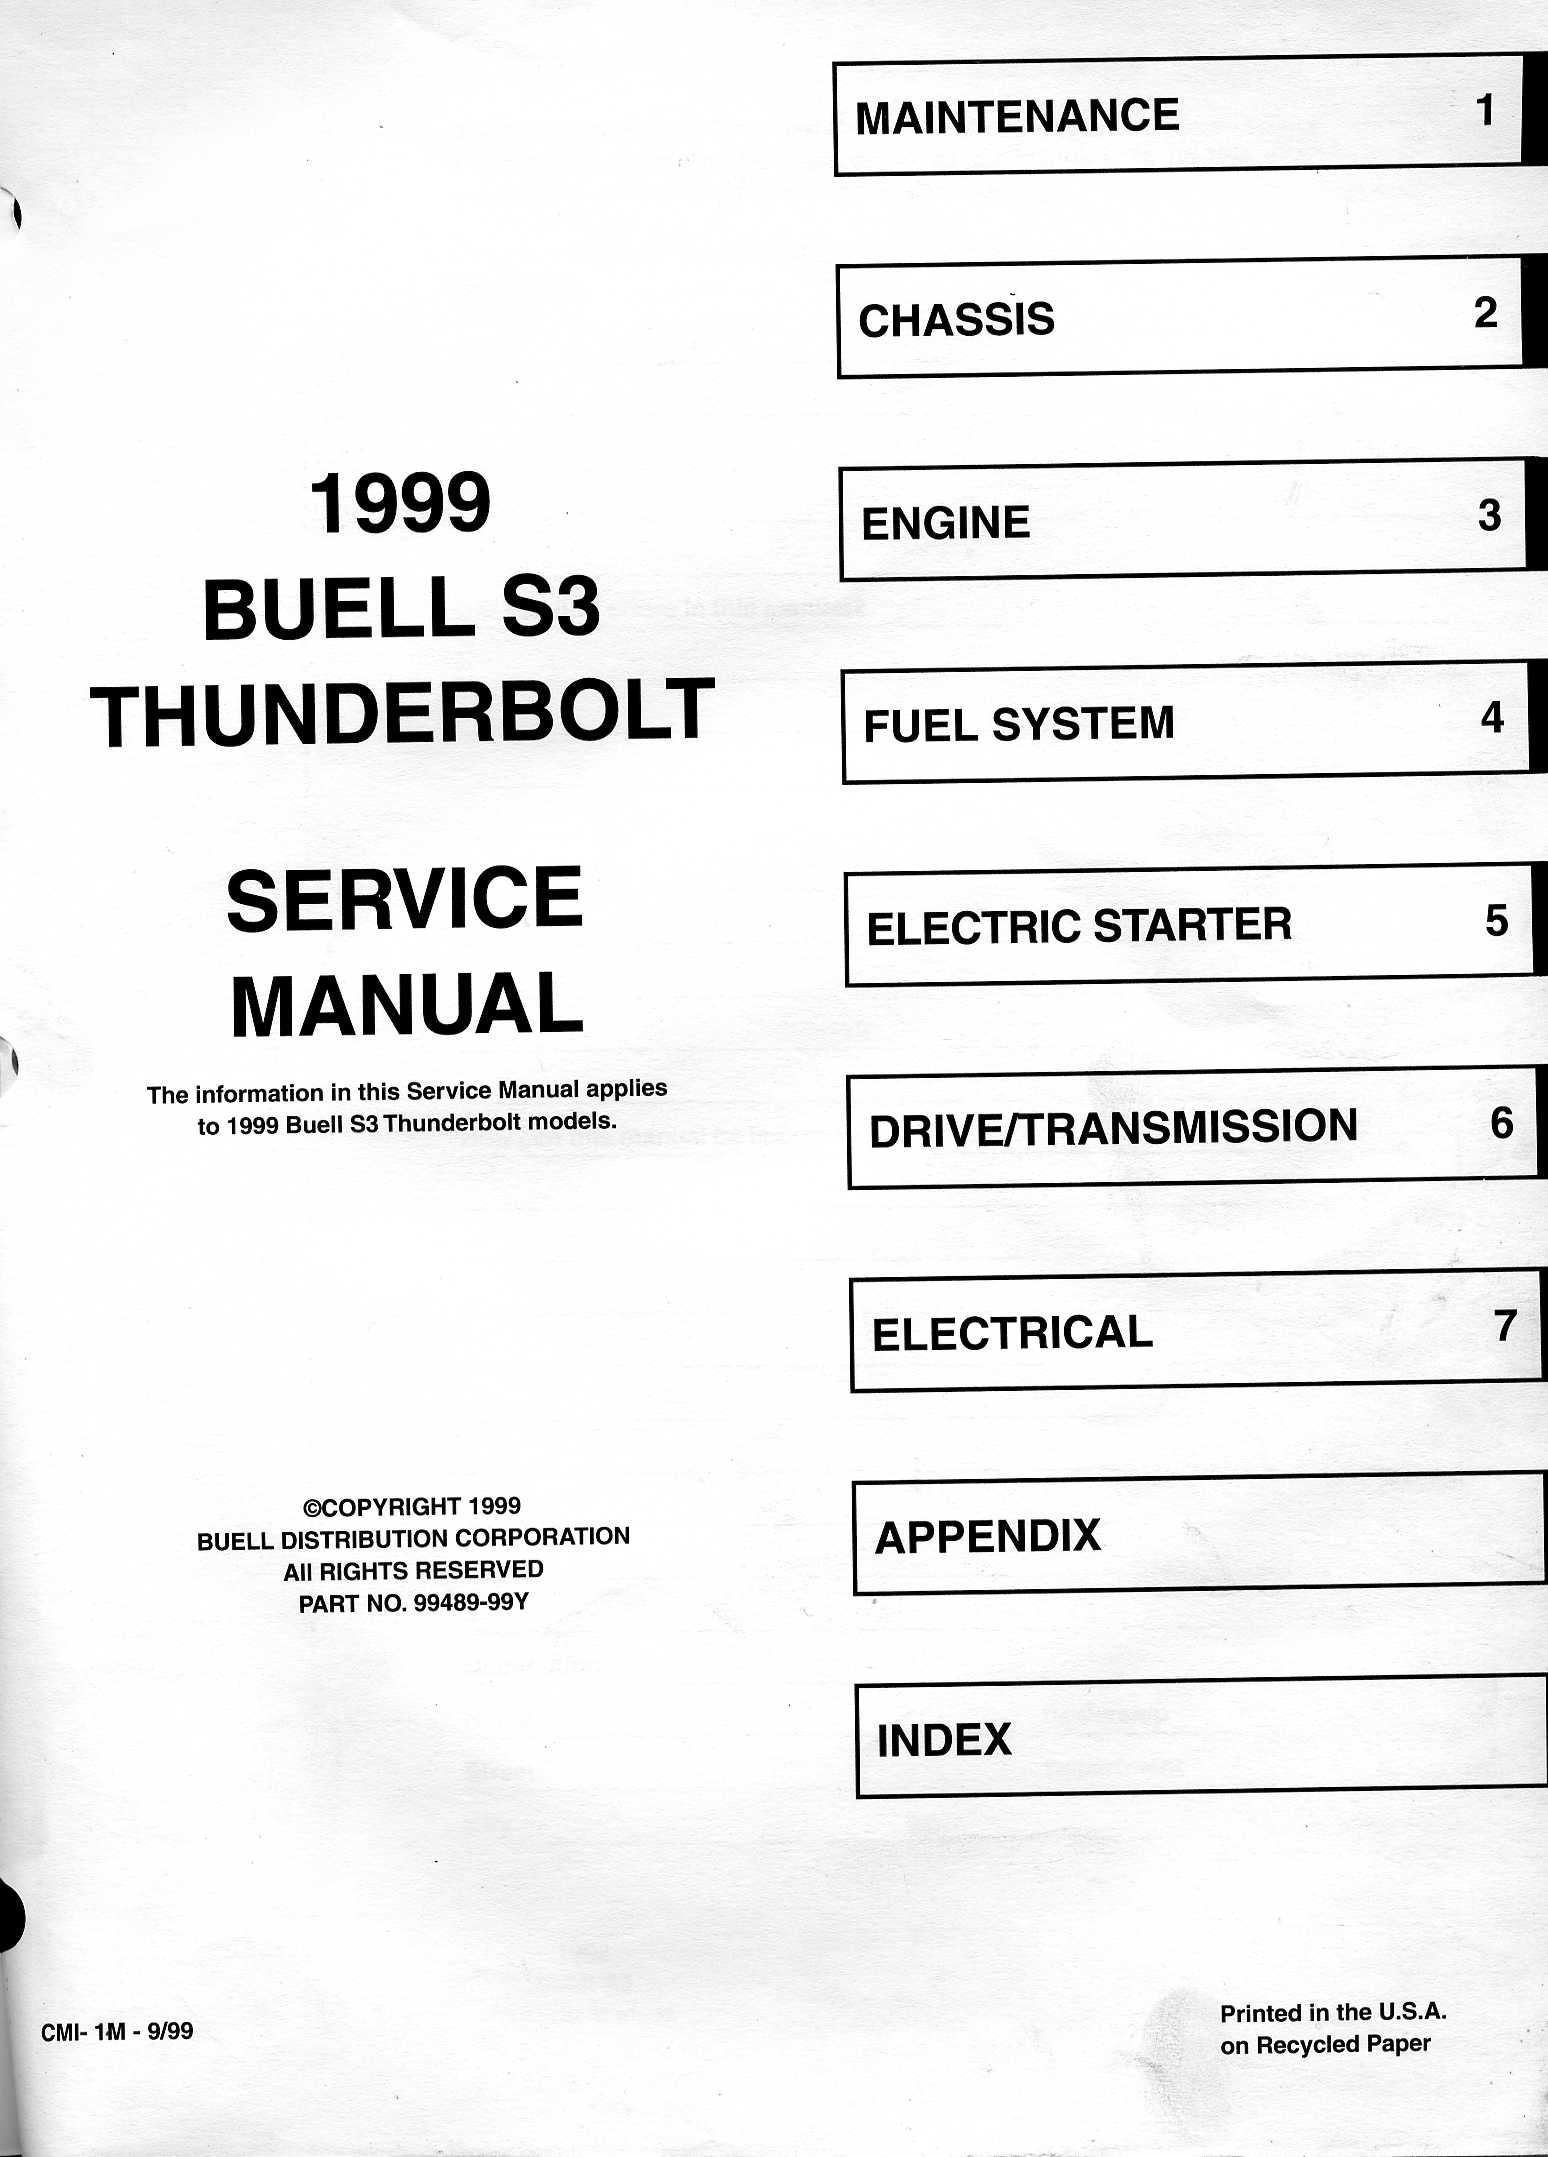 1999
BUELL S3
THUNDERBOLT
SERVICE
MANUAL
The information in this Service Manual applies
to 1999 Buell S3 Thunderbolt models.
©COPYRIGHT 1999
BUELL DISTRIBUTION CORPORATION
All RIGHTS RESERVED
PART NO. 99489-99Y
CMI- 1M - 9/99
MAINTENANCE 1
CHASSIS 2
ENGINE 3
FUEL SYSTEM 4
ELECTRIC STARTER 5
DRIVE/TRANSMISSION 6
ELECTRICAL 7
APPENDIX
INDEX
Printed in the U.S.A.
on Recycled Paper